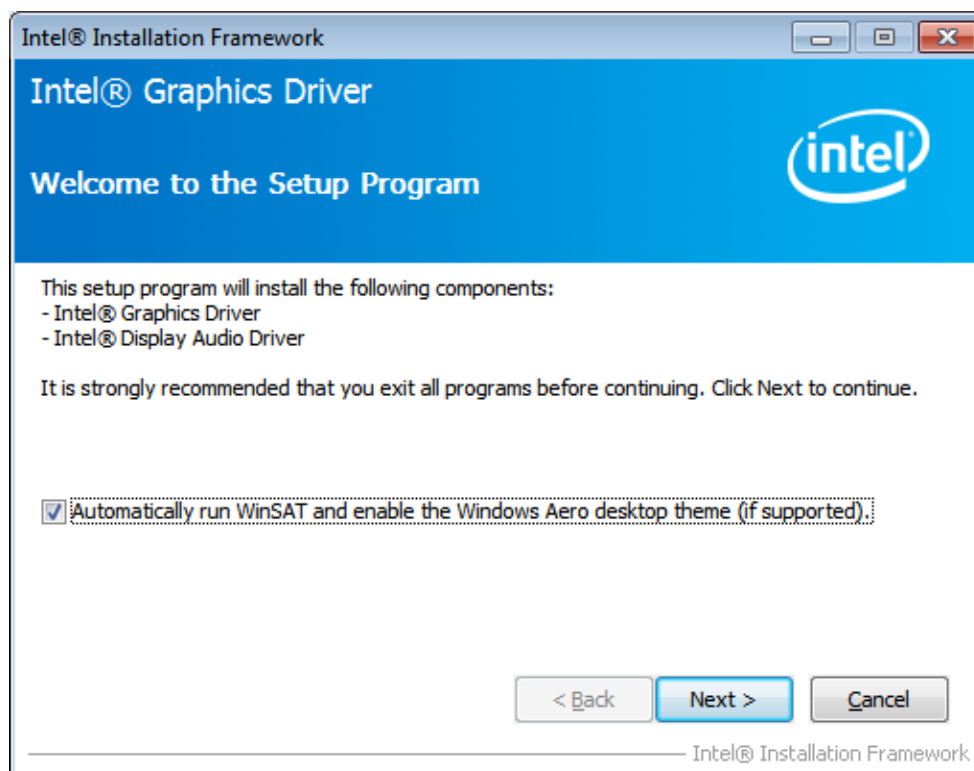 Intel® Installation Framework
Intel® Graphics Driver
intel®
Welcome to the Setup Program
This setup program will install the following components:
- Intel® Graphics Driver
- Intel® Display Audio Driver
It is strongly recommended that you exit all programs before continuing. Click Next to continue.
Automatically run WinSAT and enable the Windows Aero desktop theme (if supported).
< Back Next > Cancel
Intel® Installation Framework